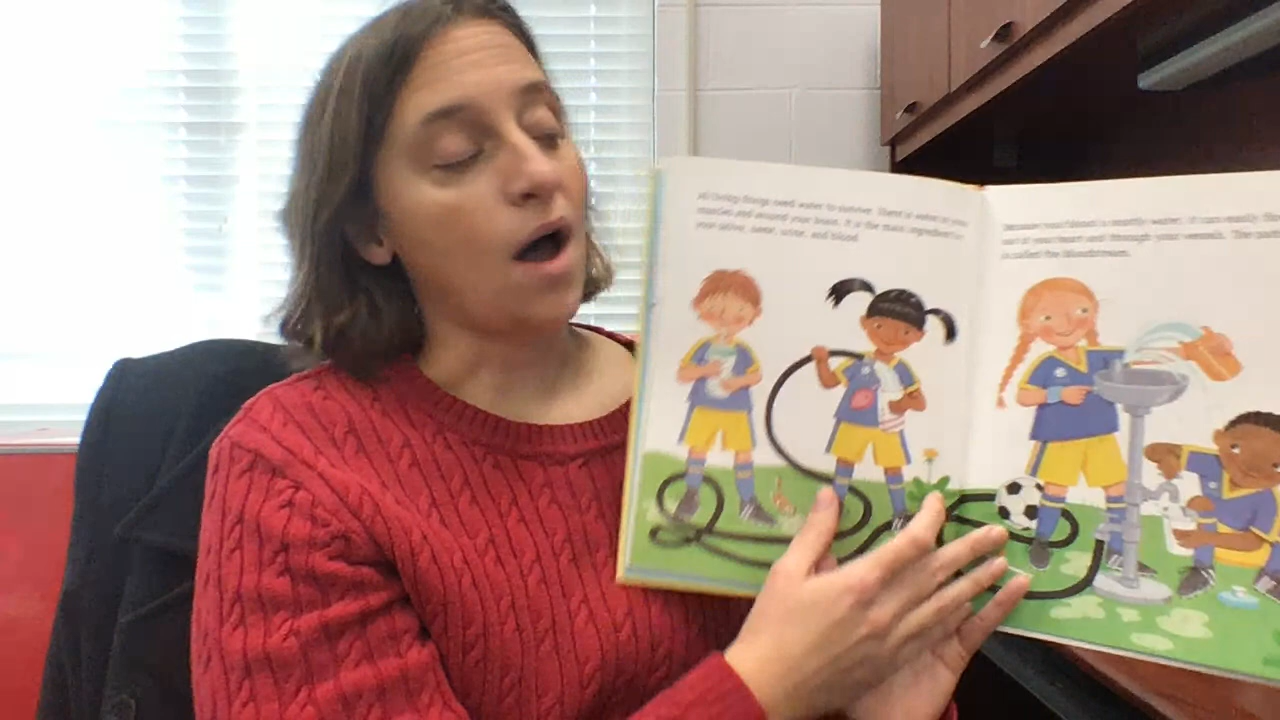 All living things need water to survive. There is water in your
muscles and around your brain. It is the main ingredient in
your saliva, sweat, urine, and blood.
Because your blood is mostly water, it can easily flow
out of your heart and through your vessels. The
is called the bloodstream.